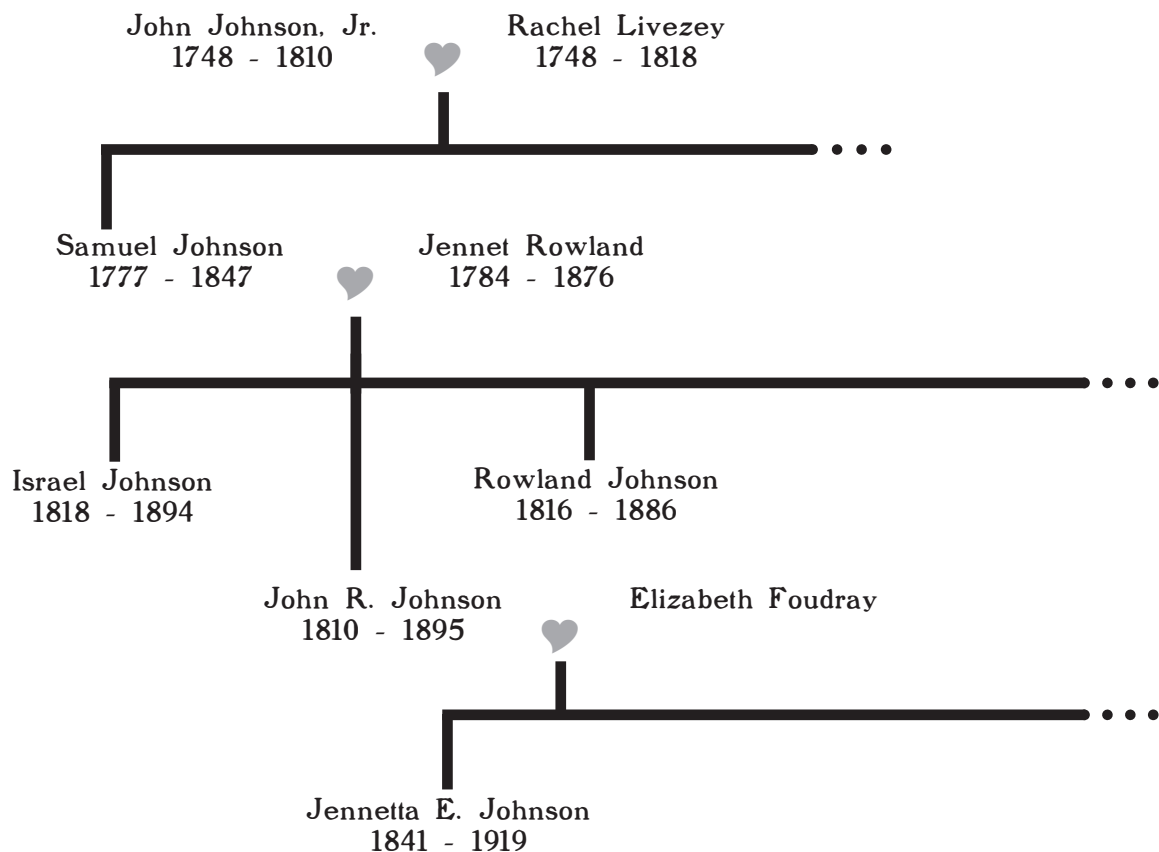 John Johnson, Jr.
1748 - 1810
Rachel Livezey
1748 - 1818
Samuel Johnson
1777 - 1847
Jennet Rowland
1784 - 1876
Israel Johnson
1818 - 1894
Rowland Johnson
1816 - 1886
John R. Johnson
1810 - 1895
Elizabeth Foudray
Jennetta E. Johnson
1841 - 1919